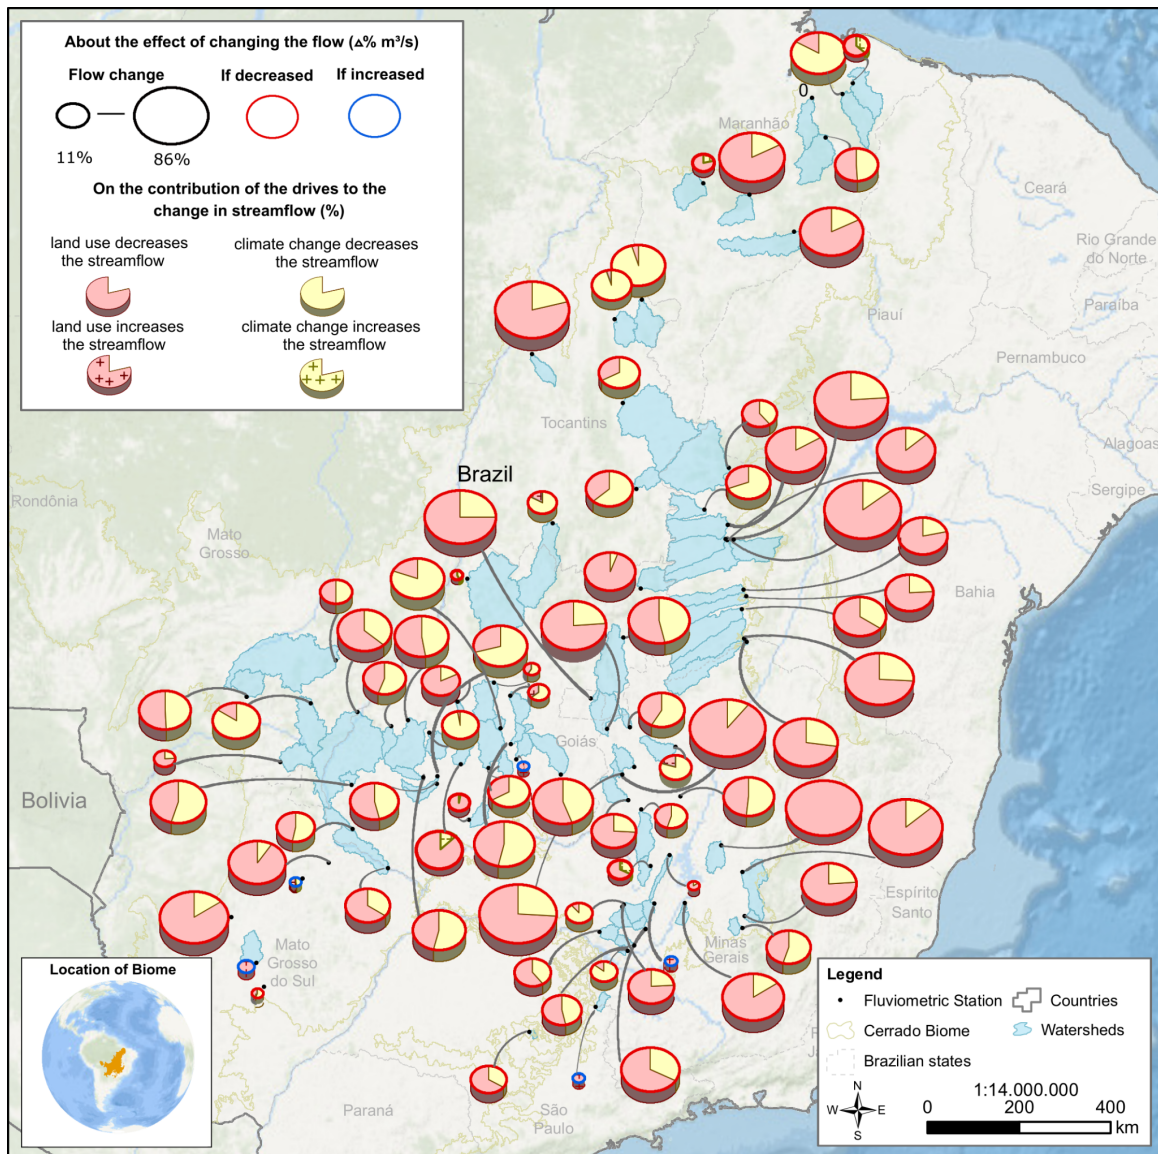 About the effect of changing the flow (▵% m³/s)
Flow change
If decreased
If increased
11%
86%
On the contribution of the drives to the
change in streamflow (%)
land use decreases
the streamflow
climate change decreases
the streamflow
land use increases
the streamflow
climate change increases
the streamflow
0
Maranhão
Ceará
Rio Grande
do Norte
Paraíba
Piauí
Pernambuco
Tocantins
Alagoas
Brazil
Sergipe
Rondônia
Mato
Grosso
Bahia
Goiás
Bolivia
Espírito
Santo
Minas
Gerais
Mato
Grosso
do Sul
Paraná
São
Paulo
Location of Biome
Legend
Fluviometric Station
Countries
Cerrado Biome
Watersheds
Brazilian states
N
W
E
S
1:14.000.000
0
200
400
km